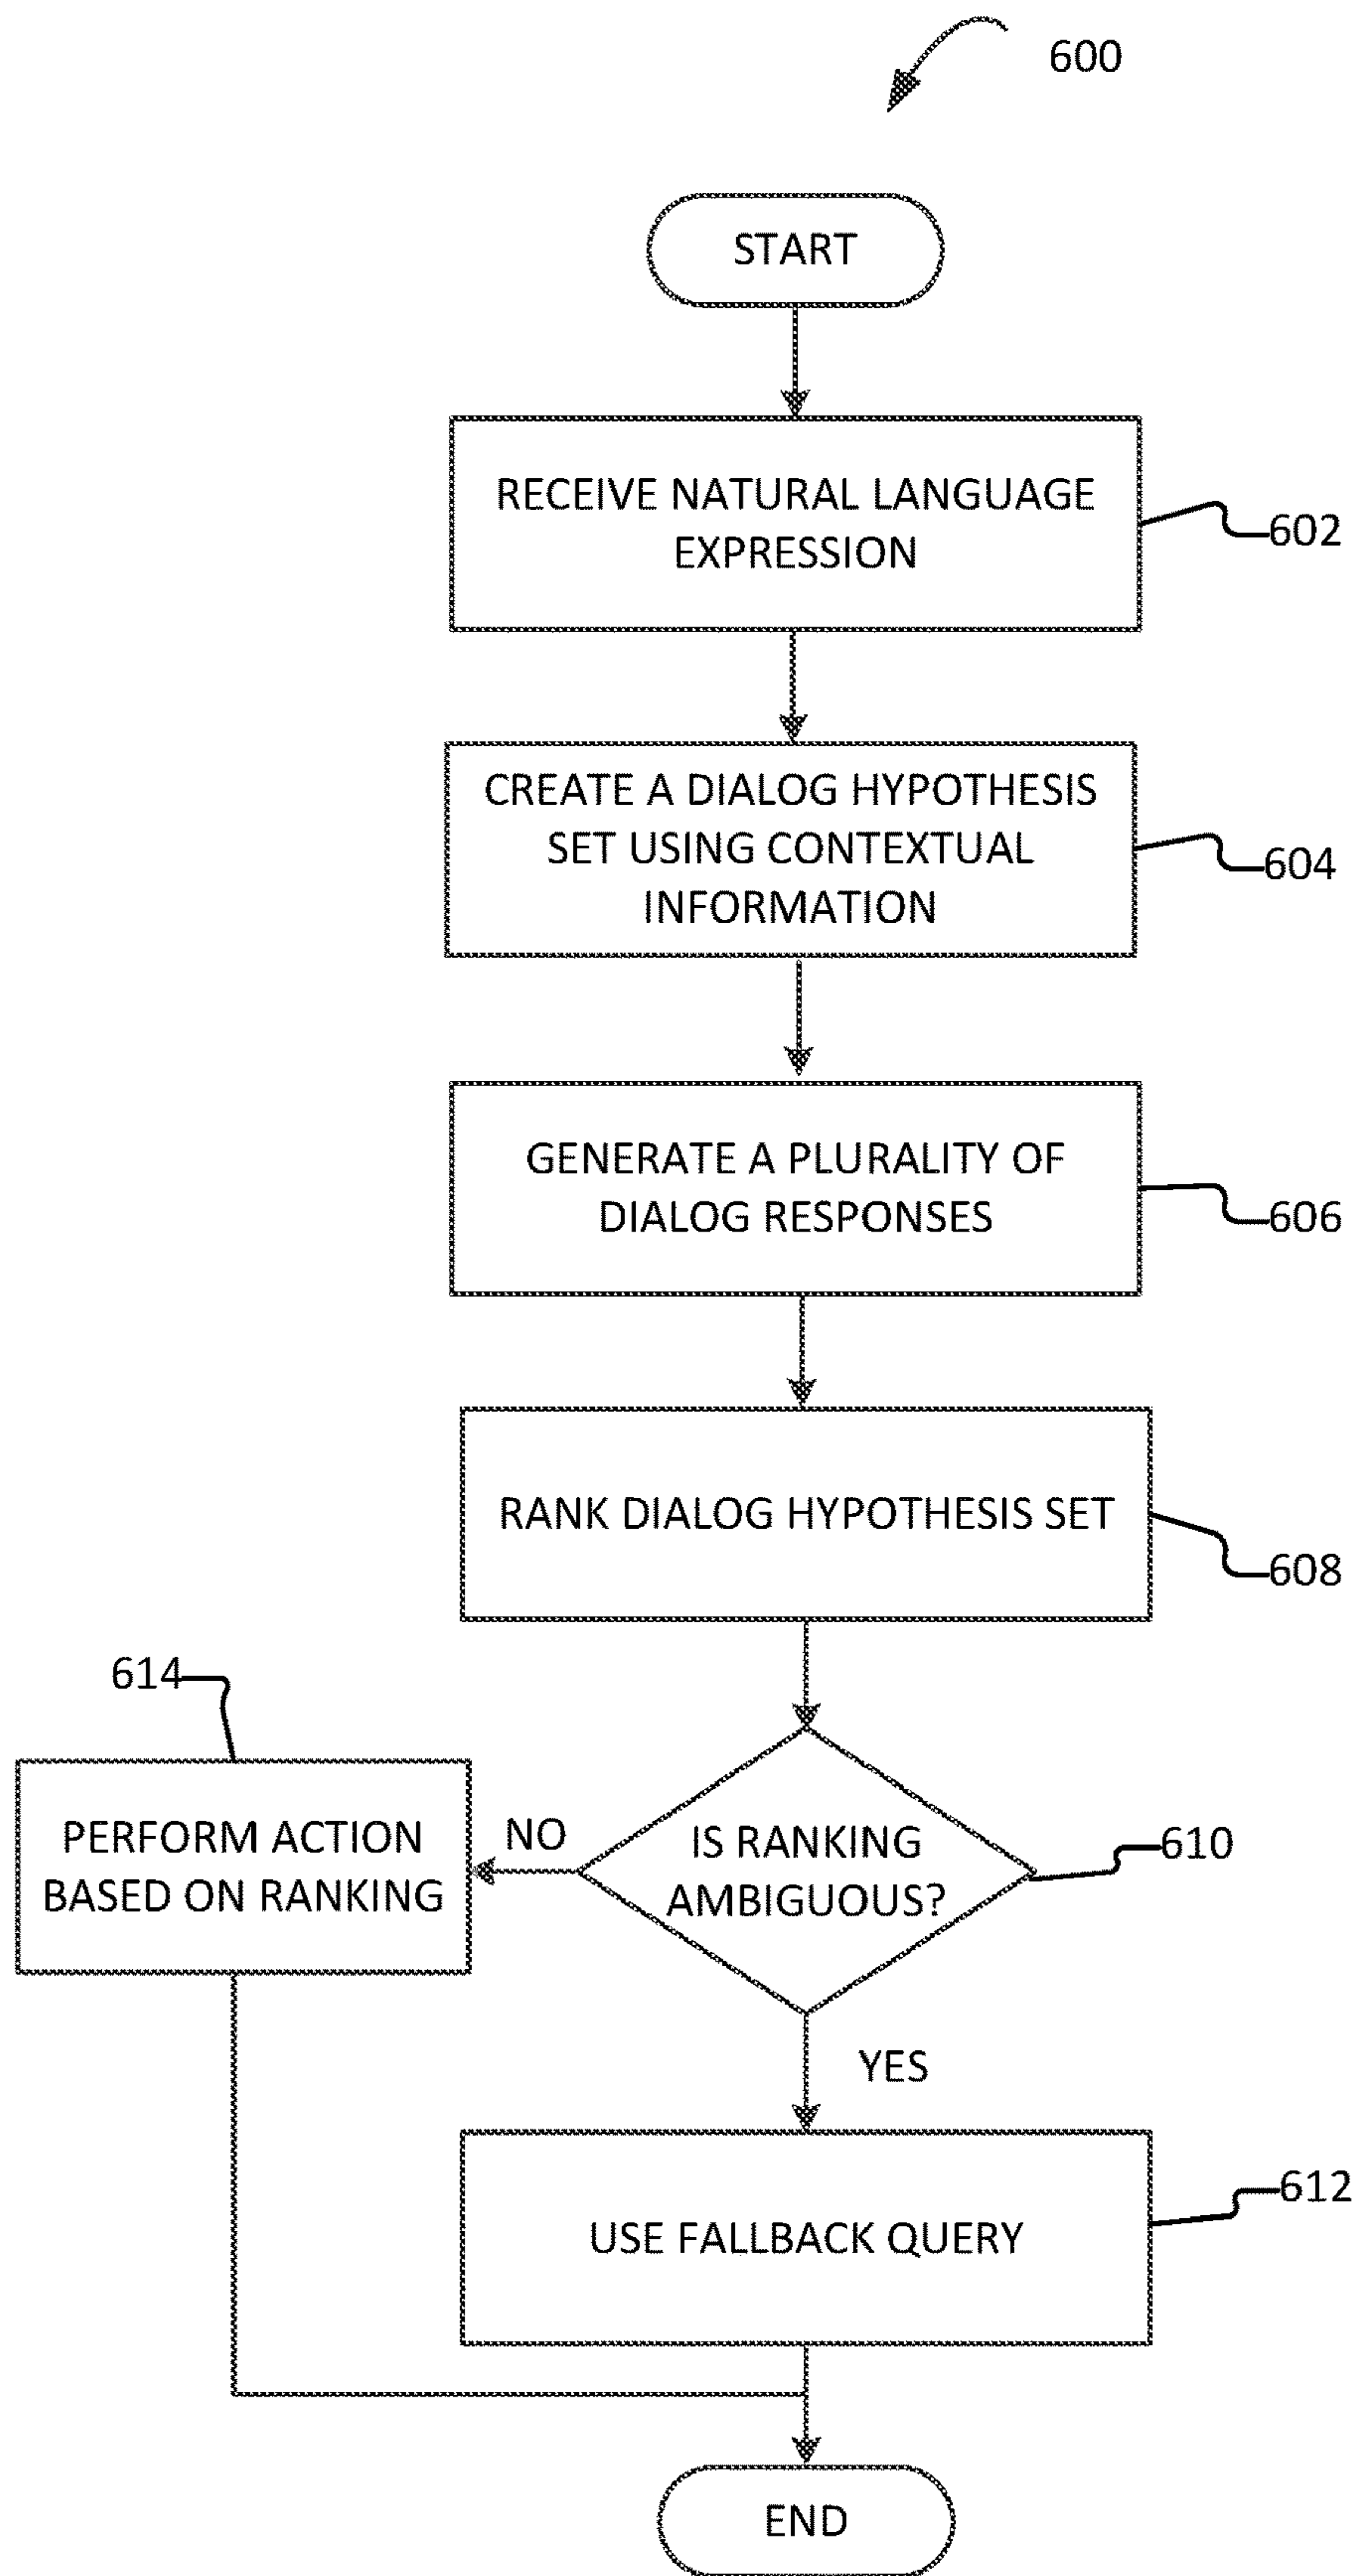 600
START
RECEIVE NATURAL LANGUAGE
EXPRESSION
602
CREATE A DIALOG HYPOTHESIS
SET USING CONTEXTUAL
INFORMATION
604
GENERATE A PLURALITY OF
DIALOG RESPONSES
606
RANK DIALOG HYPOTHESIS SET
608
614
PERFORM ACTION
BASED ON RANKING
NO
IS RANKING
AMBIGUOUS?
610
YES
USE FALLBACK QUERY
612
END